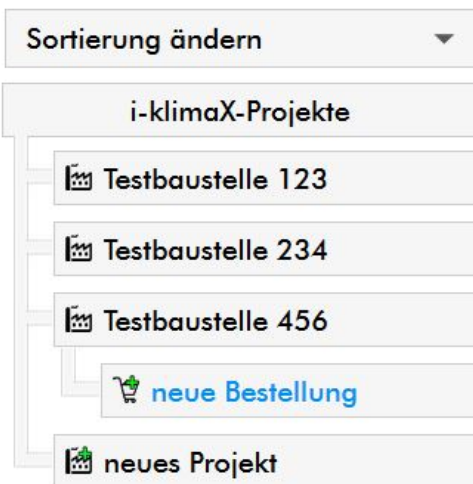 Sortierung ändern
i-klimaX-Projekte
Testbaustelle 123
Testbaustelle 234
Testbaustelle 456
neue Bestellung
neues Projekt